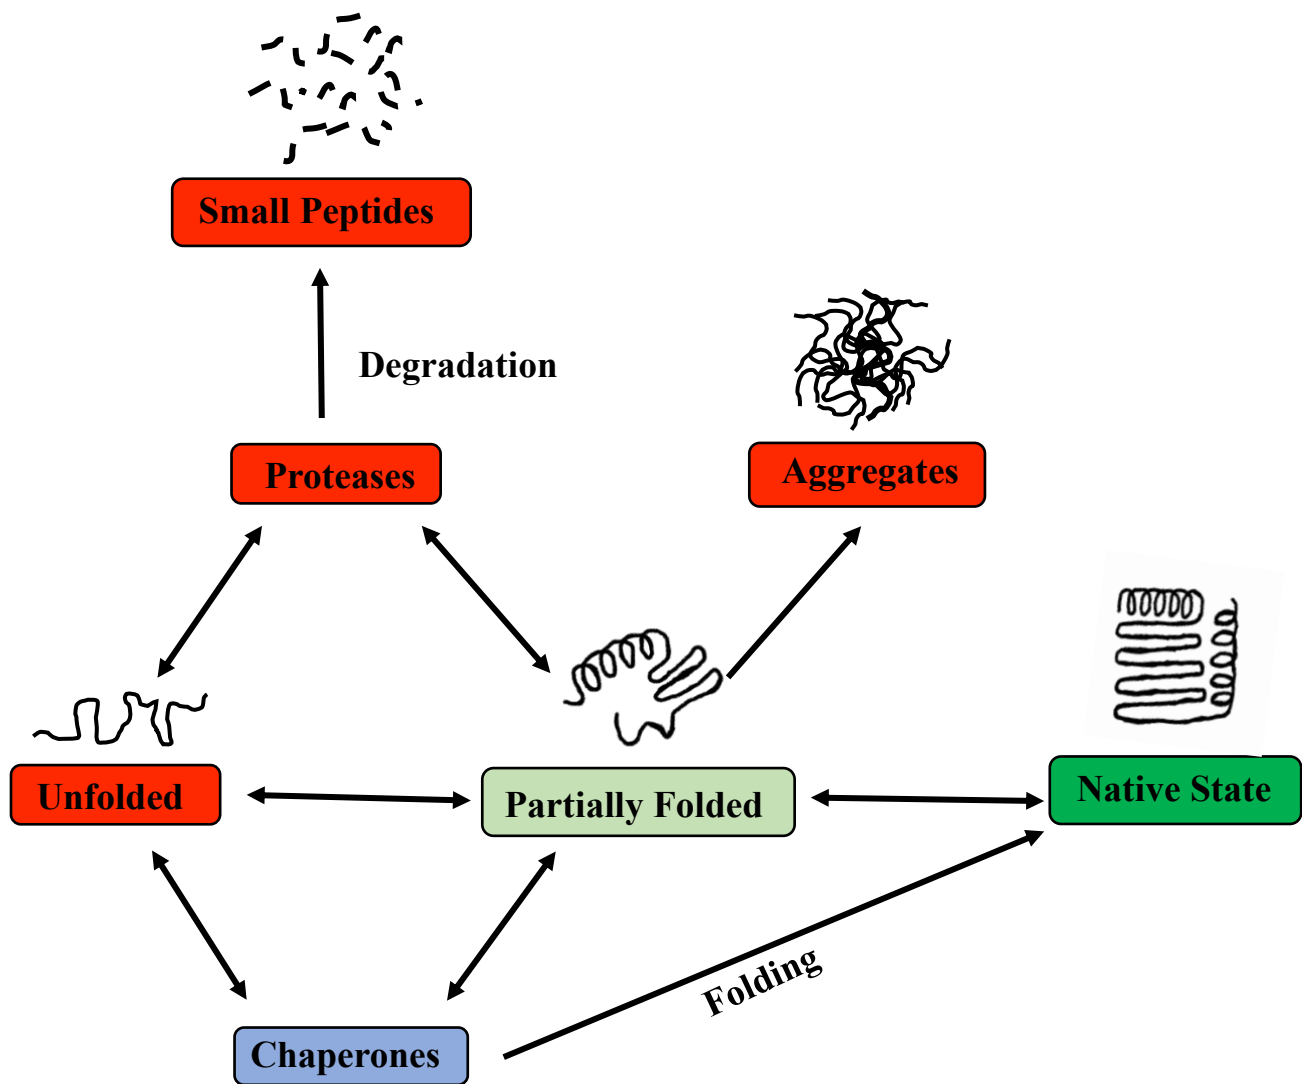 Small Peptides
Degradation
Proteases
Aggregates
Unfolded
Partially Folded
Native State
Folding
Chaperones